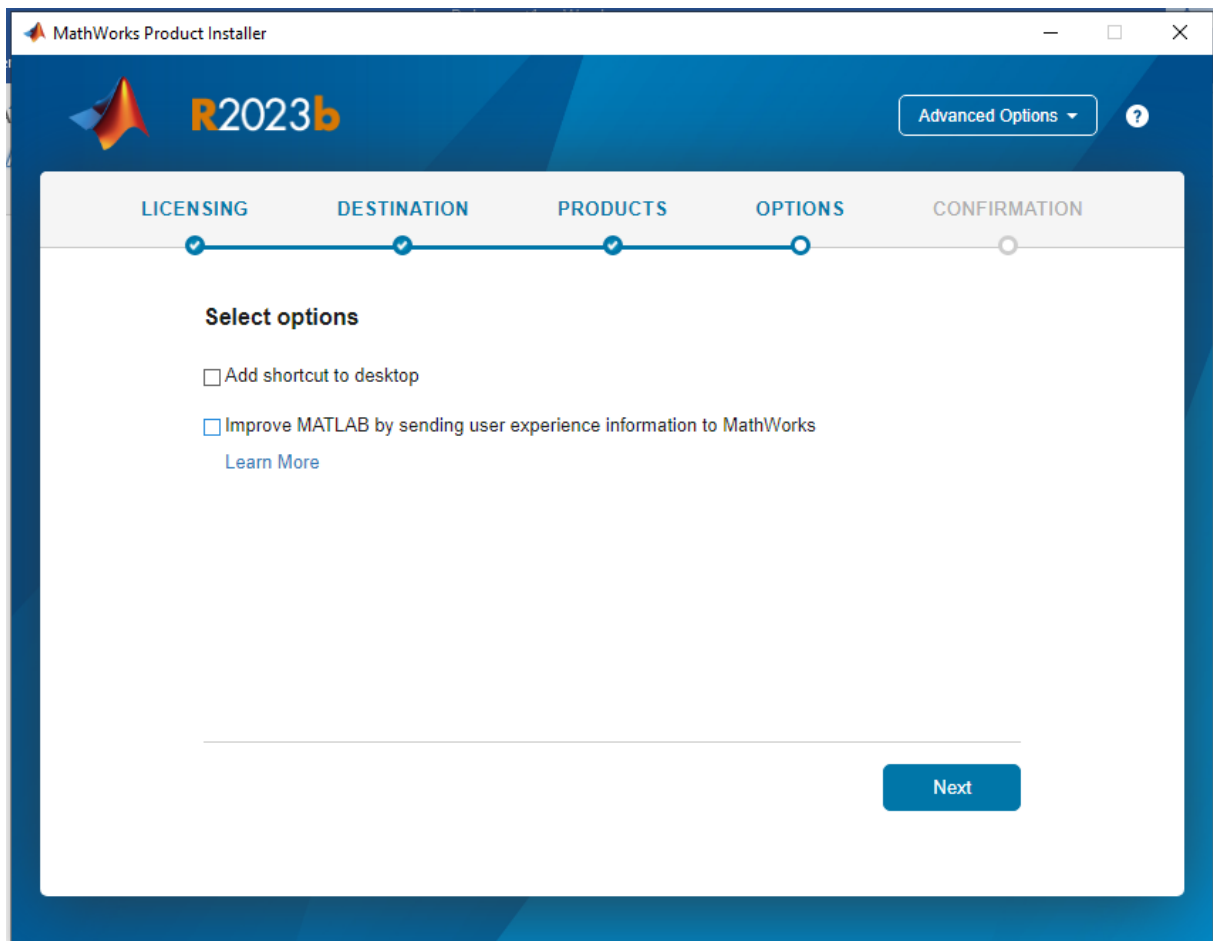 MathWorks Product Installer
R2023b
Advanced Options
?
LICENSING DESTINATION PRODUCTS OPTIONS CONFIRMATION
Select options
Add shortcut to desktop
Improve MATLAB by sending user experience information to MathWorks
Learn More
Next